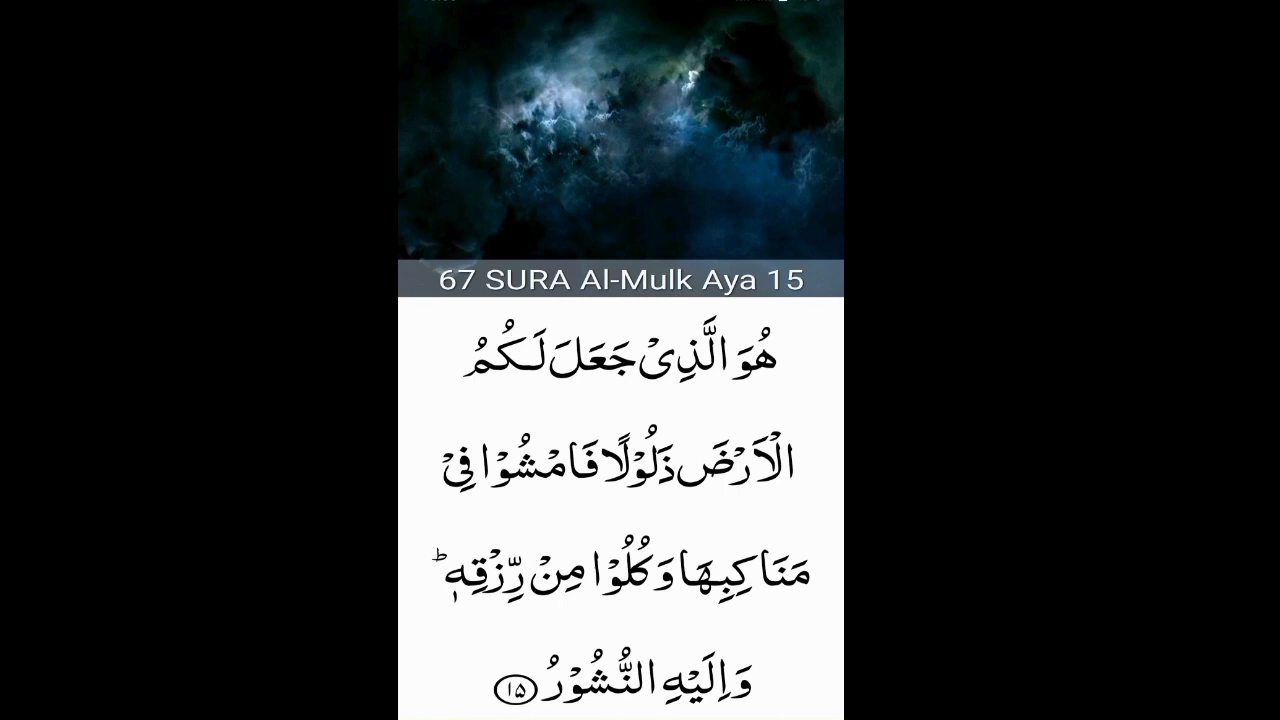 67 SURA Al-Mulk Aya 15
هُوَ الَّذِىْ جَعَلَ لَـكُمُ
الْاَرْضَ ذَلُوْلًا فَامْشُوْا فِىْ
مَنَاكِبِهَا وَكُلُوْا مِنْ رِّزْقِهٖ ؕ
وَاِلَيْهِ النُّشُوْرُ ۝۱۵